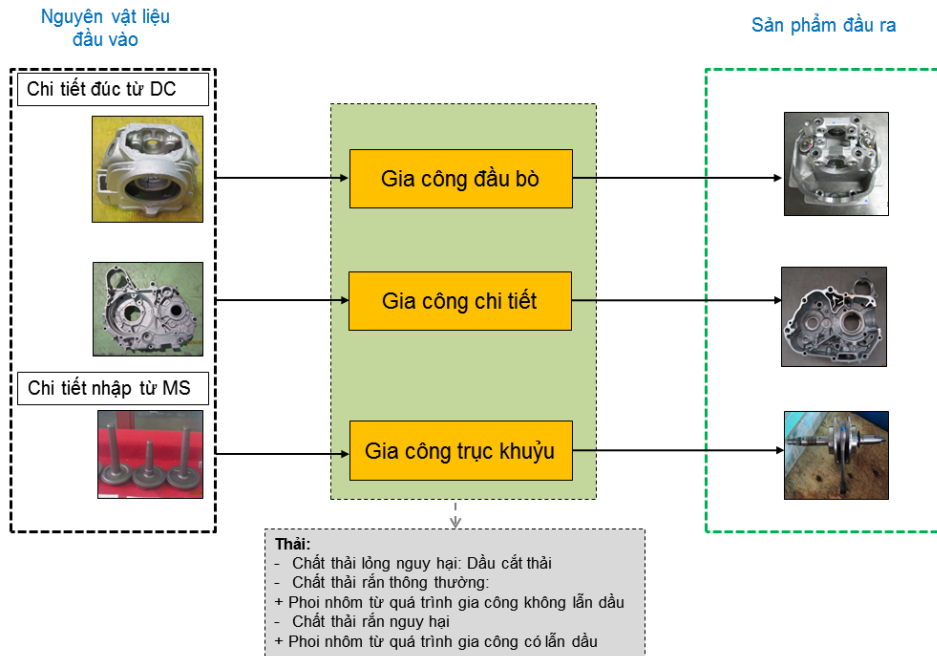 Nguyên vật liệu
đầu vào
Sản phẩm đầu ra
Chi tiết đúc từ DC
Gia công đầu bò
Gia công chi tiết
Chi tiết nhập từ MS
Gia công trục khuỷu
Thải:
- Chất thải lỏng nguy hại: Dầu cắt thải
- Chất thải rắn thông thường:
+ Phoi nhôm từ quá trình gia công không lẫn dầu
- Chất thải rắn nguy hại
+ Phoi nhôm từ quá trình gia công có lẫn dầu